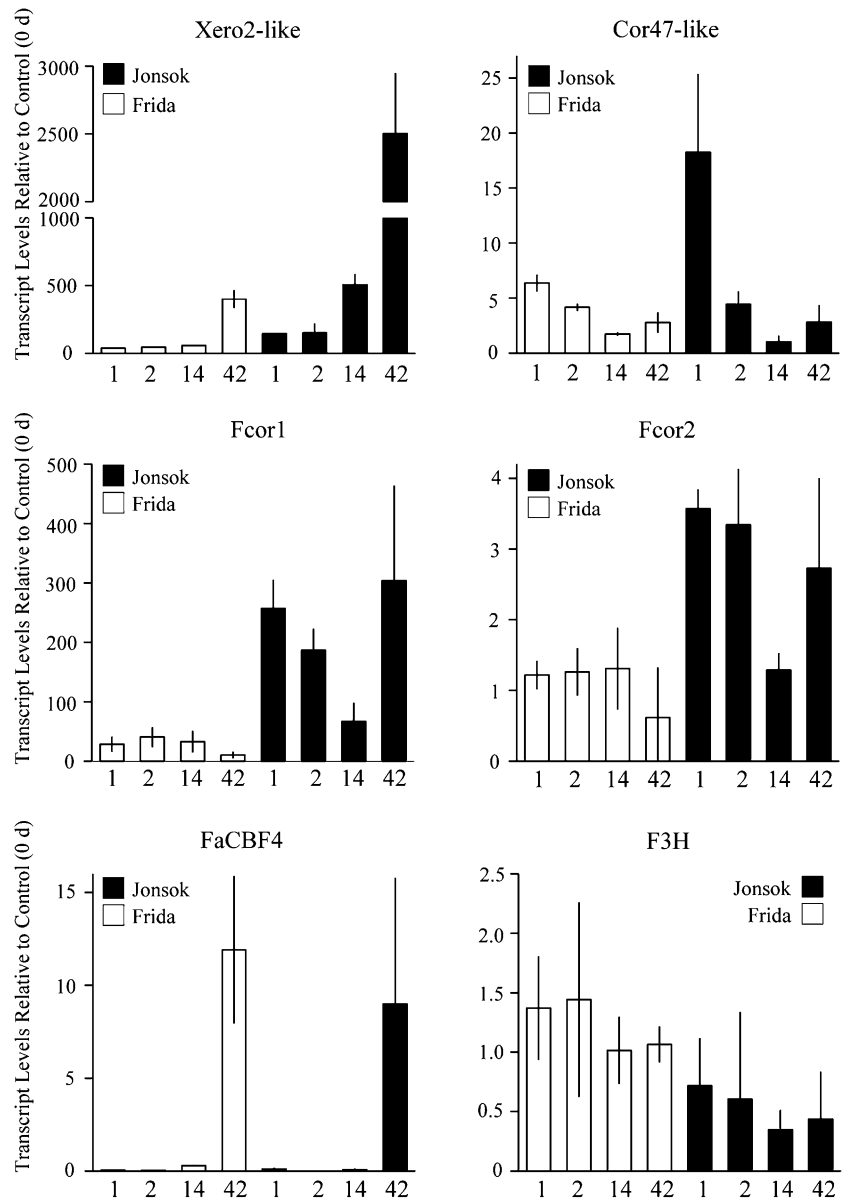 Xero2-like
Transcript Levels Relative to Control (0 d)
3000
2500
2000
1000
500
0
Jonsok
Frida
1 2 14 42 1 2 14 42
Cor47-like
25
20
15
10
5
0
Jonsok
Frida
1 2 14 42 1 2 14 42
Fcor1
Transcript Levels Relative to Control (0 d)
500
400
300
200
100
0
Jonsok
Frida
1 2 14 42 1 2 14 42
Fcor2
4
3
2
1
0
Jonsok
Frida
1 2 14 42 1 2 14 42
FaCBF4
Transcript Levels Relative to Control (0 d)
15
10
5
0
Jonsok
Frida
1 2 14 42 1 2 14 42
F3H
2.5
2.0
1.5
1.0
0.5
0
Jonsok
Frida
1 2 14 42 1 2 14 42